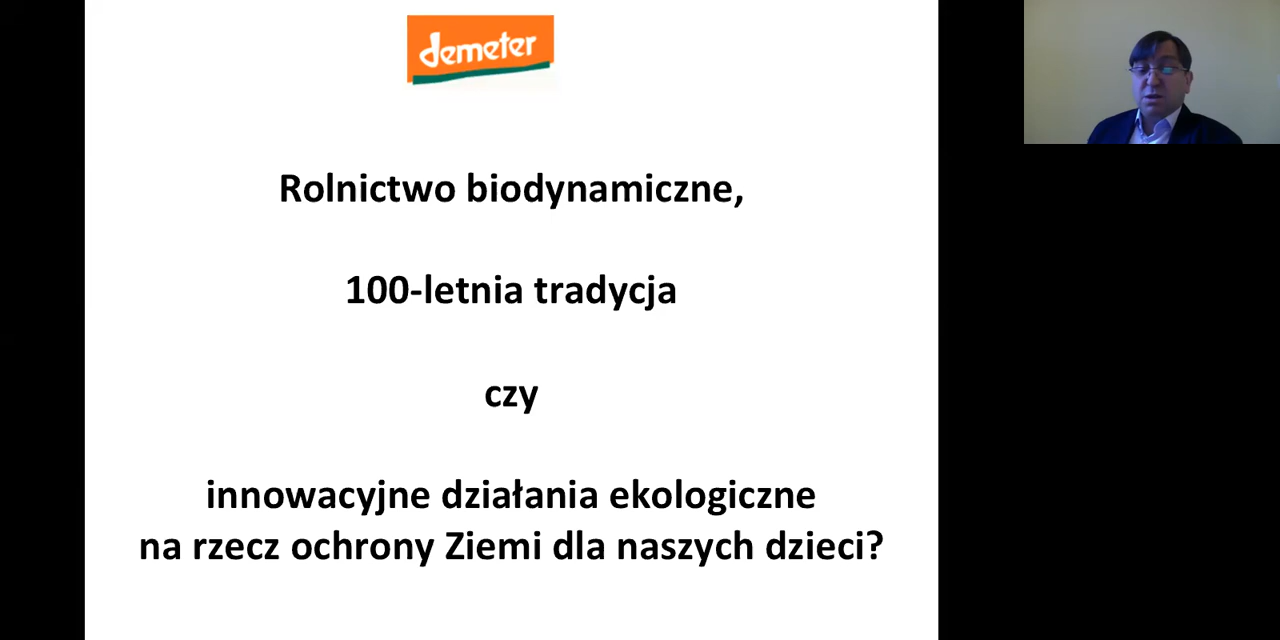 demeter
Rolnictwo biodynamiczne,
100-letnia tradycja
czy
innowacyjne działania ekologiczne
na rzecz ochrony Ziemi dla naszych dzieci?